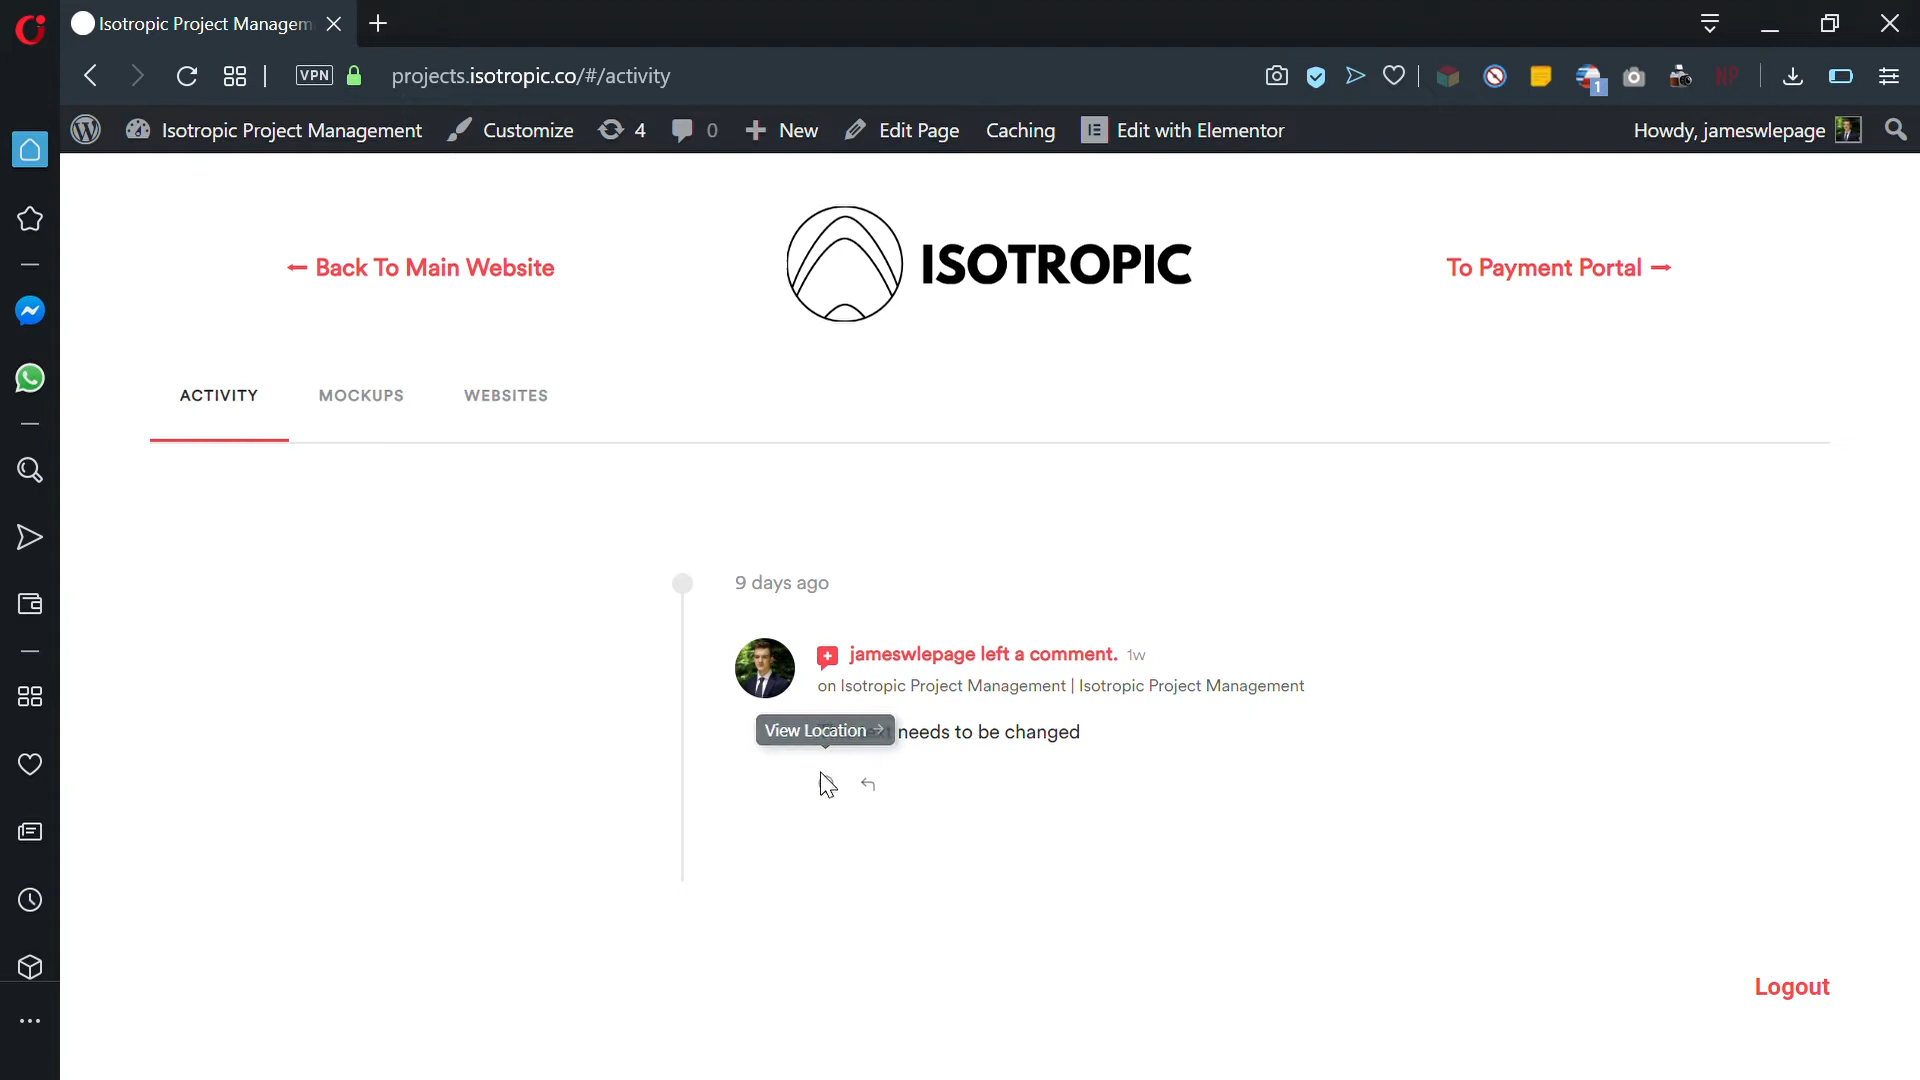 Isotropic Project Managem
VPN
projects.isotropic.co/#/activity
1
NP
Isotropic Project Management
Customize
4
0
New
Edit Page
Caching
Edit with Elementor
Howdy, jameswlepage
← Back To Main Website
ISOTROPIC
To Payment Portal →
ACTIVITY
MOCKUPS
WEBSITES
9 days ago
jameswlepage left a comment. 1w
on Isotropic Project Management | Isotropic Project Management
View Location →
needs to be changed
Logout